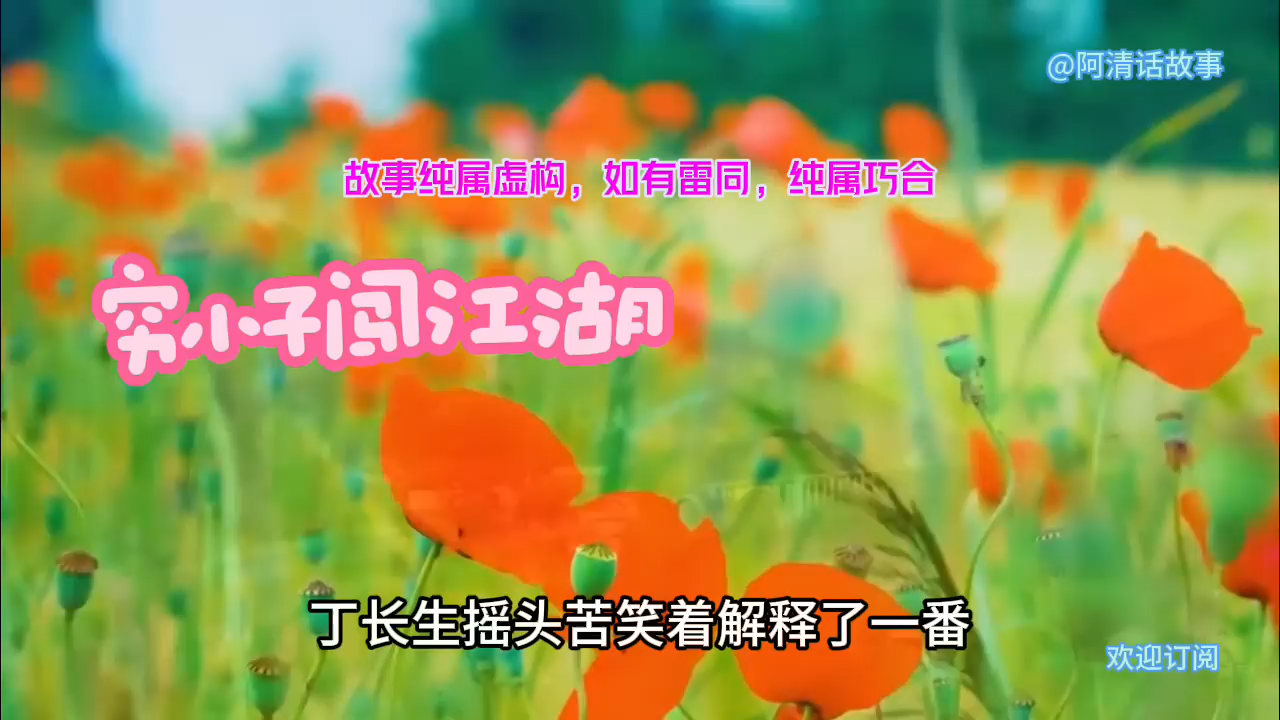 @阿清话故事
故事纯属虚构，如有雷同，纯属巧合
穷小子闯江湖
丁长生摇头苦笑着解释了一番
欢迎订阅